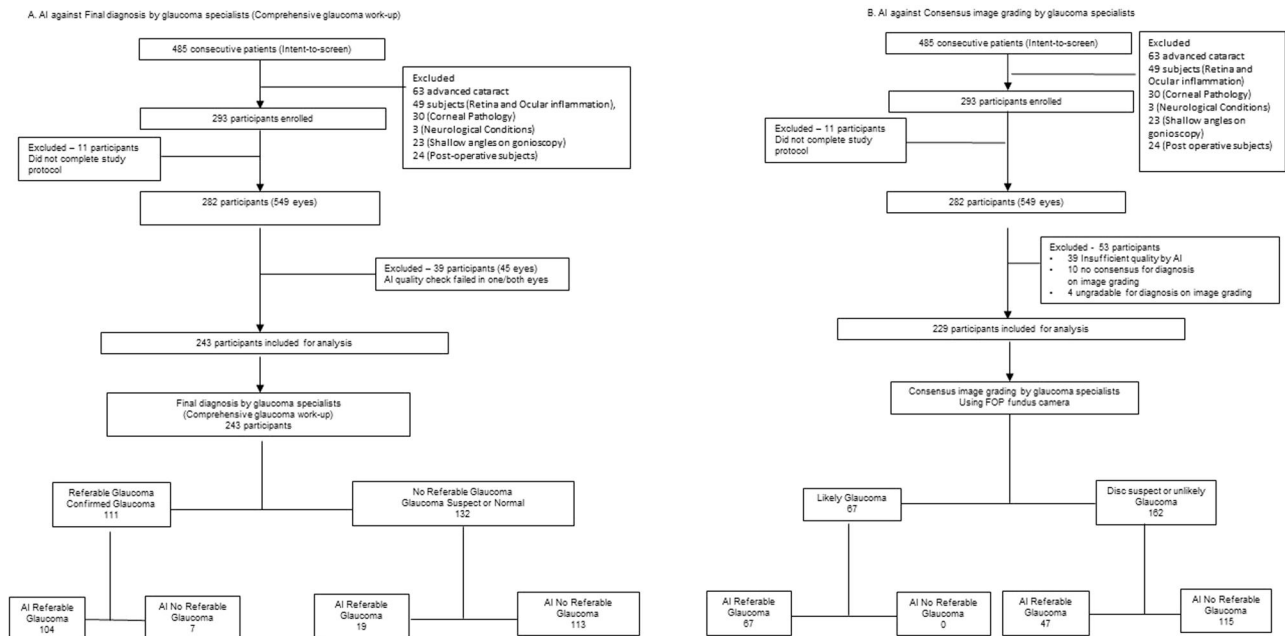 A. AI against Final diagnosis by glaucoma specialists (Comprehensive glaucoma work-up)
485 consecutive patients (Intent-to-screen)
Excluded
63 advanced cataract
49 subjects (Retina and Ocular inflammation),
30 (Corneal Pathology)
3 (Neurological Conditions)
23 (Shallow angles on
gonioscopy)
24 (Post-operative subjects)
293 participants enrolled
Excluded – 11 participants
Did not complete study
protocol
282 participants (549 eyes)
Excluded – 39 participants (45 eyes)
AI quality check failed in one/both eyes
243 participants included for analysis
Final diagnosis by glaucoma specialists
(Comprehensive glaucoma work-up)
243 participants
Referable Glaucoma
Confirmed Glaucoma
111
No Referable Glaucoma
Glaucoma Suspect or Normal
132
AI Referable
Glaucoma
104
AI No Referable
Glaucoma
7
AI Referable
Glaucoma
19
AI No Referable
Glaucoma
113
B. AI against Consensus image grading by glaucoma specialists
485 consecutive patients (Intent-to-screen)
Excluded
63 advanced cataract
49 subjects (Retina and
Ocular inflammation)
30 (Corneal Pathology)
3 (Neurological Conditions)
23 (Shallow angles on
gonioscopy)
24 (Post operative subjects)
293 participants enrolled
Excluded – 11 participants
Did not complete study
protocol
282 participants (549 eyes)
Excluded - 53 participants
• 39 Insufficient quality by AI
• 10 no consensus for diagnosis
on image grading
• 4 ungradable for diagnosis on image grading
229 participants included for analysis
Consensus image grading by glaucoma specialists
Using FOP fundus camera
Likely Glaucoma
67
Disc suspect or unlikely
Glaucoma
162
AI Referable
Glaucoma
67
AI No Referable
Glaucoma
0
AI Referable
Glaucoma
47
AI No Referable
Glaucoma
115